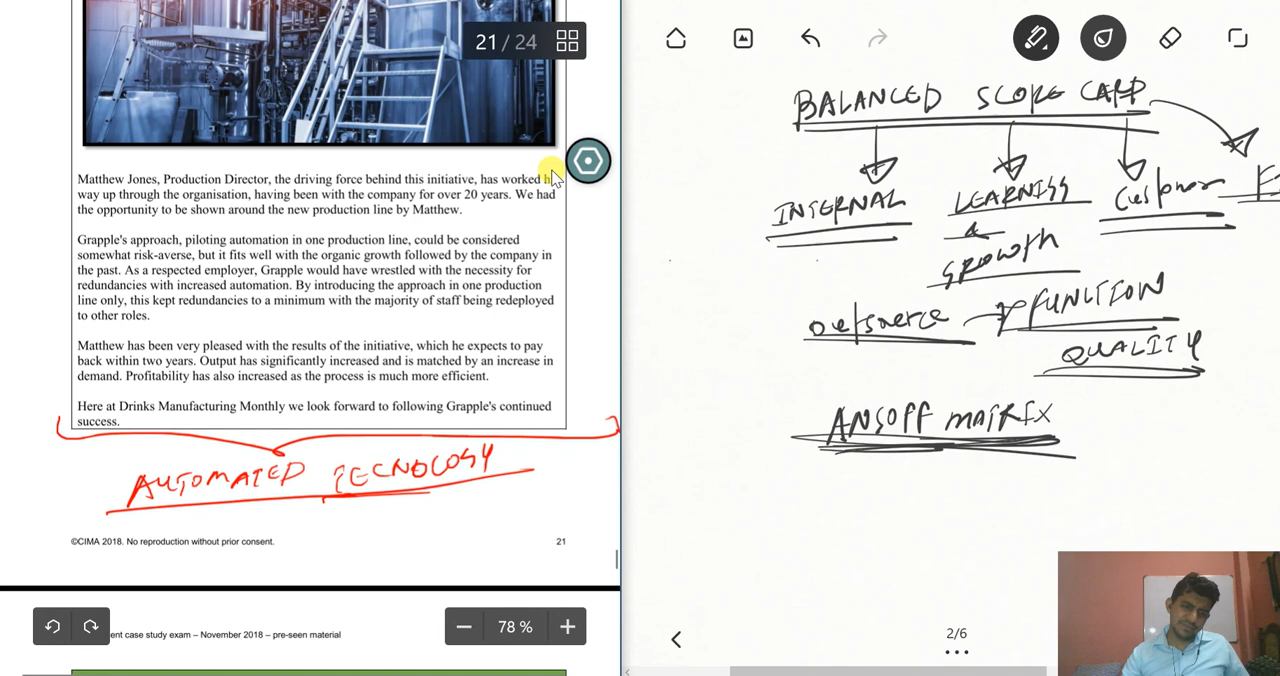 21 / 24
Matthew Jones, Production Director, the driving force behind this initiative, has worked h
way up through the organisation, having been with the company for over 20 years. We had
the opportunity to be shown around the new production line by Matthew.
Grapple's approach, piloting automation in one production line, could be considered
somewhat risk-averse, but it fits well with the organic growth followed by the company in
the past. As a respected employer, Grapple would have wrestled with the necessity for
redundancies with increased automation. By introducing the approach in one production
line only, this kept redundancies to a minimum with the majority of staff being redeployed
to other roles.
Matthew has been very pleased with the results of the initiative, which he expects to pay
back within two years. Output has significantly increased and is matched by an increase in
demand. Profitability has also increased as the process is much more efficient.
Here at Drinks Manufacturing Monthly we look forward to following Grapple's continued
success.
AUTOMATED TECNOLOSY
©CIMA 2018. No reproduction without prior consent. 21
ent case study exam – November 2018 – pre-seen material
78 %
BALANCED SCORE CARD
INTERNAL LEARNISS Customer
&
GROWTH
Outsource FUNCTION
QUALITY
ANSOFF MATRIX
2/6